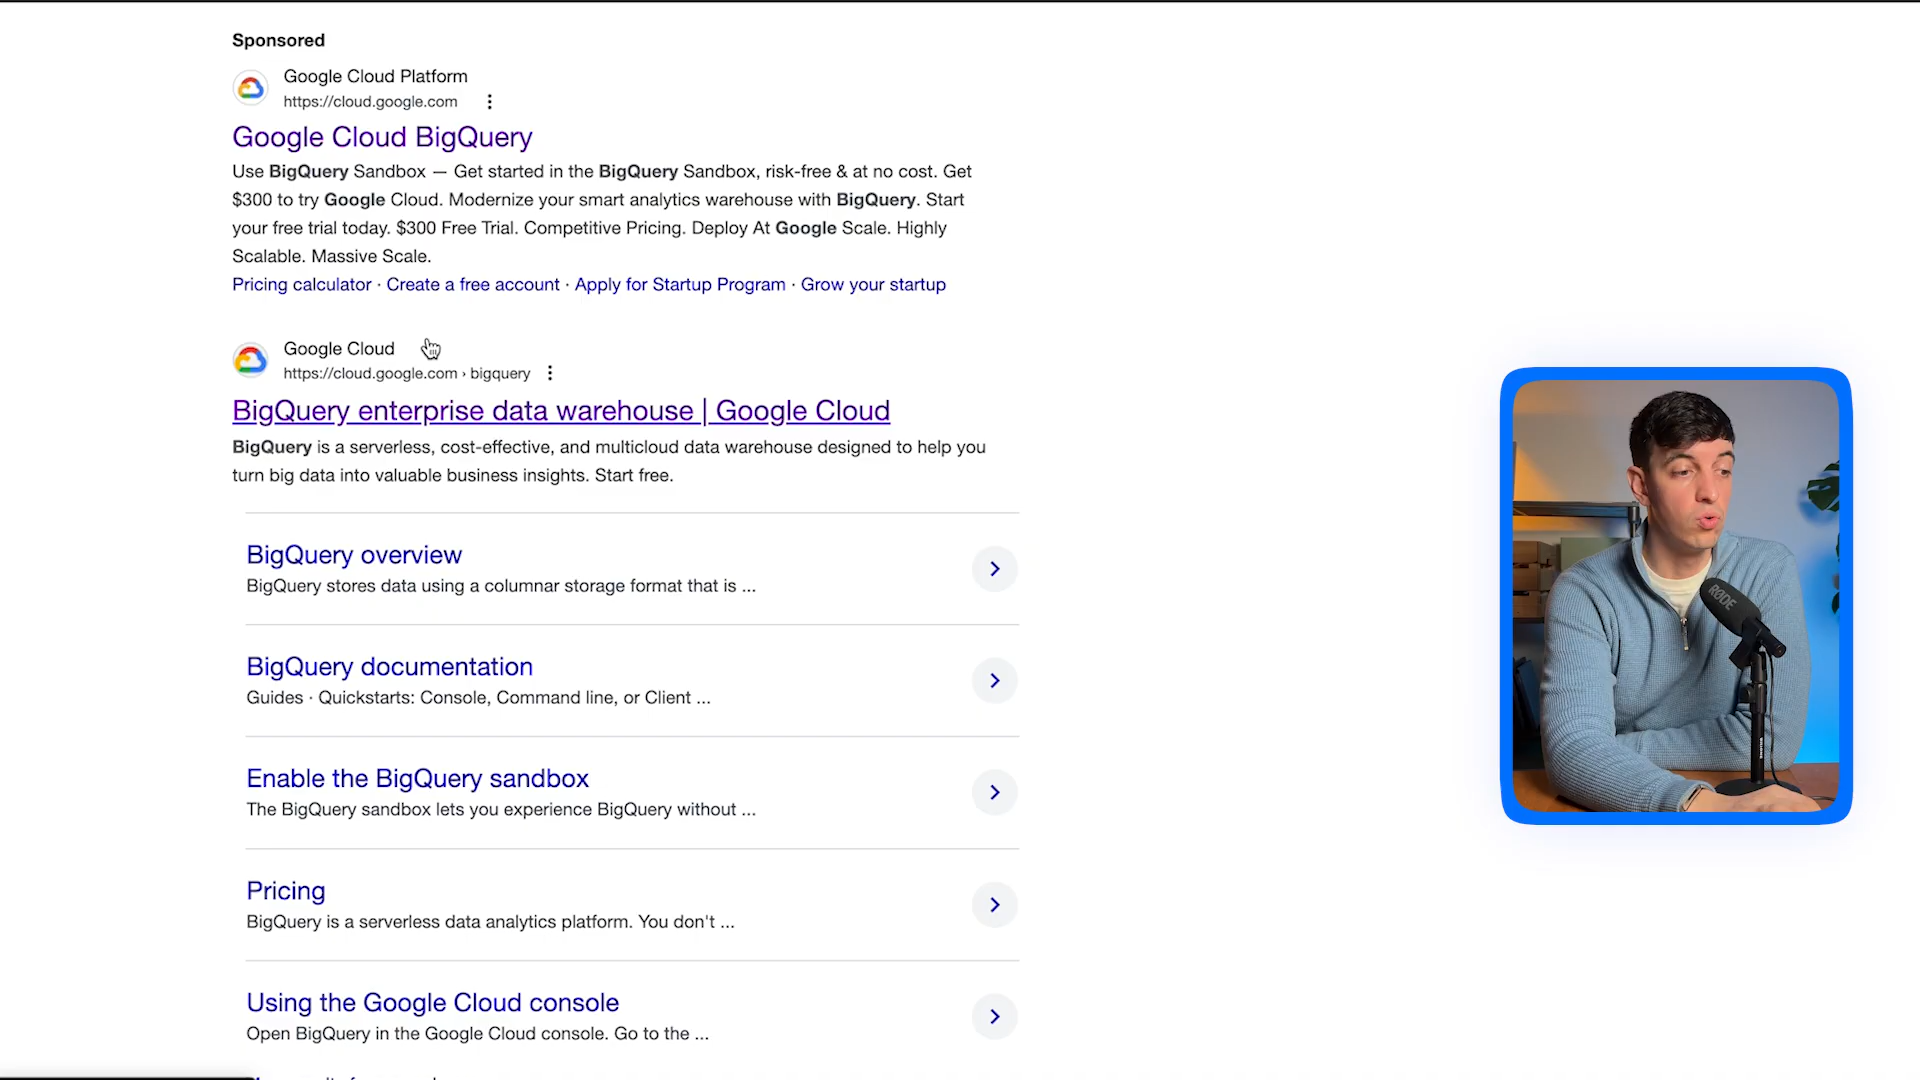 Sponsored
Google Cloud Platform
https://cloud.google.com
Google Cloud BigQuery
Use BigQuery Sandbox — Get started in the BigQuery Sandbox, risk-free & at no cost. Get
$300 to try Google Cloud. Modernize your smart analytics warehouse with BigQuery. Start
your free trial today. $300 Free Trial. Competitive Pricing. Deploy At Google Scale. Highly
Scalable. Massive Scale.
Pricing calculator · Create a free account · Apply for Startup Program · Grow your startup
Google Cloud
https://cloud.google.com › bigquery
BigQuery enterprise data warehouse | Google Cloud
BigQuery is a serverless, cost-effective, and multicloud data warehouse designed to help you
turn big data into valuable business insights. Start free.
BigQuery overview
BigQuery stores data using a columnar storage format that is ...
BigQuery documentation
Guides · Quickstarts: Console, Command line, or Client ...
Enable the BigQuery sandbox
The BigQuery sandbox lets you experience BigQuery without ...
Pricing
BigQuery is a serverless data analytics platform. You don't ...
Using the Google Cloud console
Open BigQuery in the Google Cloud console. Go to the ...
RØDE